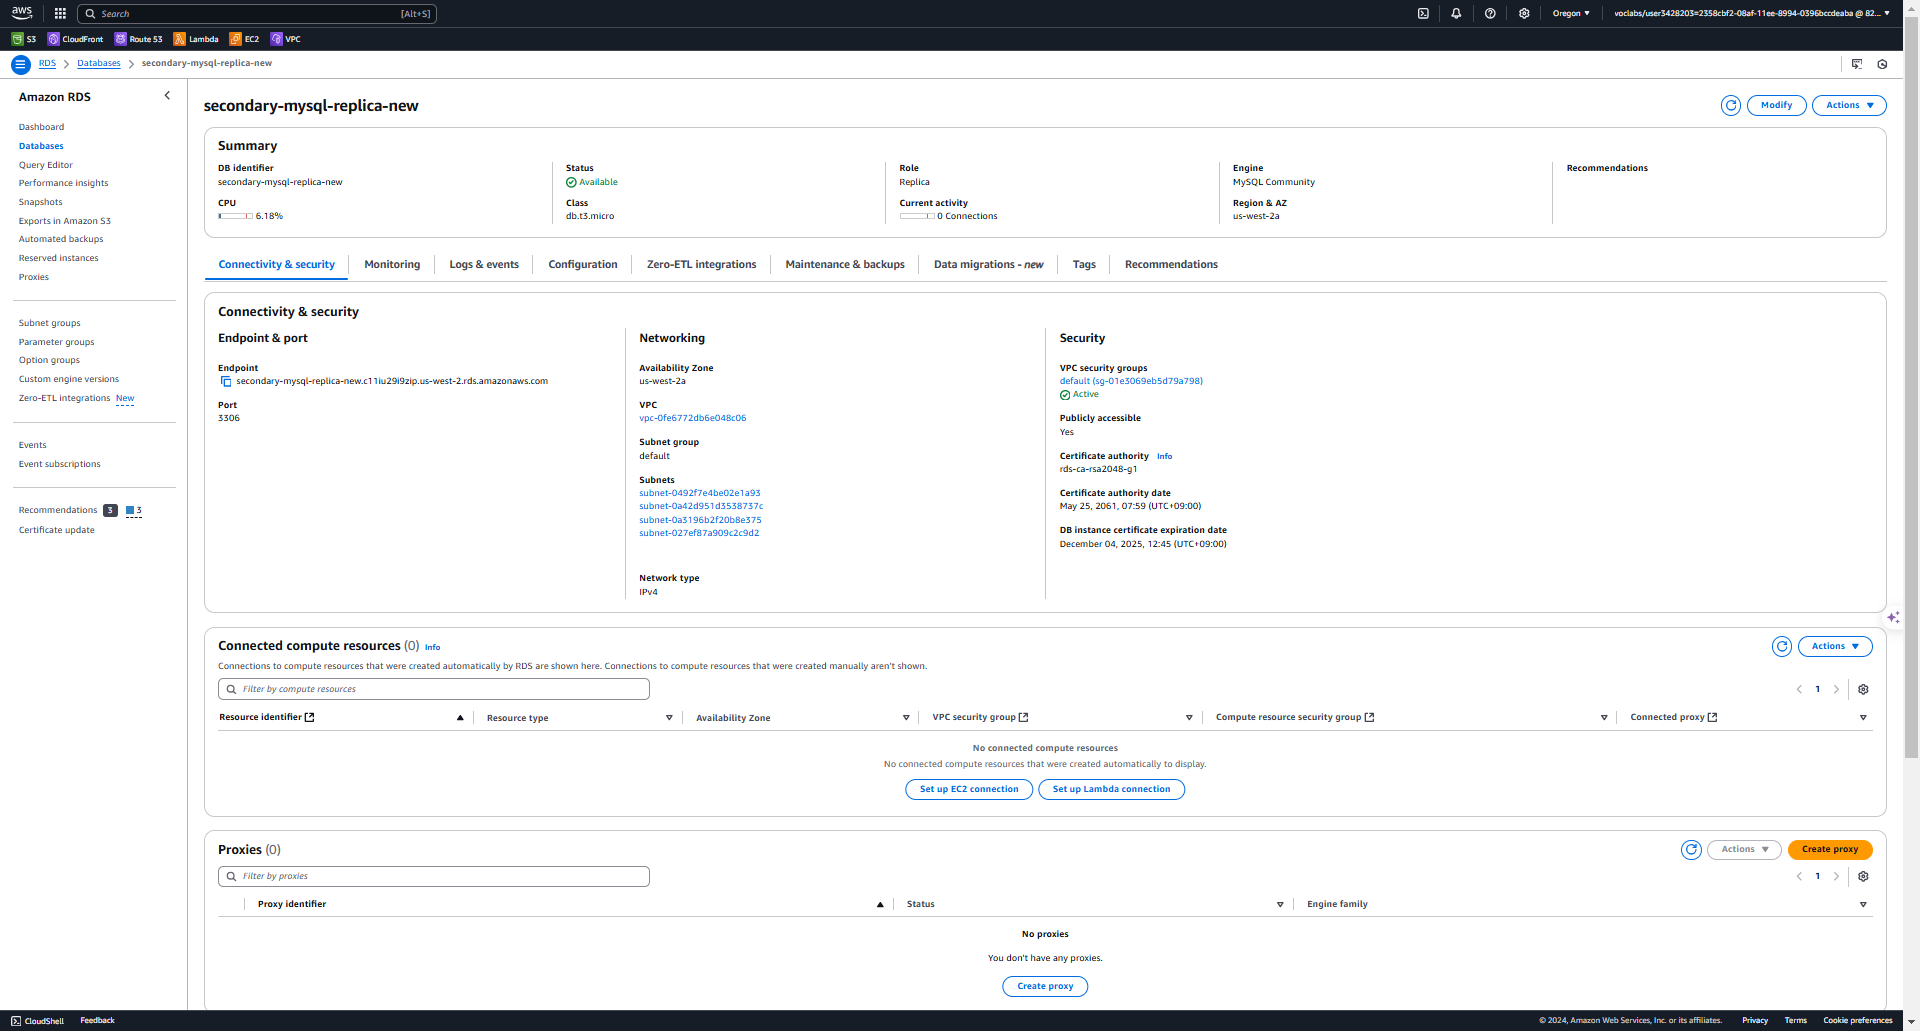 aws
Search [Alt+S]
Oregon ▼
voclabs/user3428203=2358cbf2-08af-11ee-8994-0396bccdeaba @ 82... ▼
S3 CloudFront Route 53 Lambda EC2 VPC
RDS > Databases > secondary-mysql-replica-new
Amazon RDS
Dashboard
Databases
Query Editor
Performance insights
Snapshots
Exports in Amazon S3
Automated backups
Reserved instances
Proxies
Subnet groups
Parameter groups
Option groups
Custom engine versions
Zero-ETL integrations New
Events
Event subscriptions
Recommendations 3 3
Certificate update
secondary-mysql-replica-new
Modify Actions ▼
Summary
DB identifier
secondary-mysql-replica-new
CPU
6.18%
Status
Available
Class
db.t3.micro
Role
Replica
Current activity
0 Connections
Engine
MySQL Community
Region & AZ
us-west-2a
Recommendations
Connectivity & security Monitoring Logs & events Configuration Zero-ETL integrations Maintenance & backups Data migrations - new Tags Recommendations
Connectivity & security
Endpoint & port
Endpoint
secondary-mysql-replica-new.c11iu29i9zip.us-west-2.rds.amazonaws.com
Port
3306
Networking
Availability Zone
us-west-2a
VPC
vpc-0fe6772db6e048c06
Subnet group
default
Subnets
subnet-0492f7e4be02e1a93
subnet-0a42d951d3538737c
subnet-0a3196b2f20b8e375
subnet-027ef87a909c2c9d2
Network type
IPv4
Security
VPC security groups
default (sg-01e3069eb5d79a798)
Active
Publicly accessible
Yes
Certificate authority Info
rds-ca-rsa2048-g1
Certificate authority date
May 25, 2061, 07:59 (UTC+09:00)
DB instance certificate expiration date
December 04, 2025, 12:45 (UTC+09:00)
Connected compute resources (0) Info
Actions ▼
Connections to compute resources that were created automatically by RDS are shown here. Connections to compute resources that were created manually aren't shown.
Filter by compute resources
< 1 >
Resource identifier Resource type Availability Zone VPC security group Compute resource security group Connected proxy
No connected compute resources
No connected compute resources that were created automatically to display.
Set up EC2 connection Set up Lambda connection
Proxies (0)
Actions ▼ Create proxy
Filter by proxies
< 1 >
Proxy identifier Status Engine family
No proxies
You don't have any proxies.
Create proxy
CloudShell Feedback
© 2024, Amazon Web Services, Inc. or its affiliates. Privacy Terms Cookie preferences